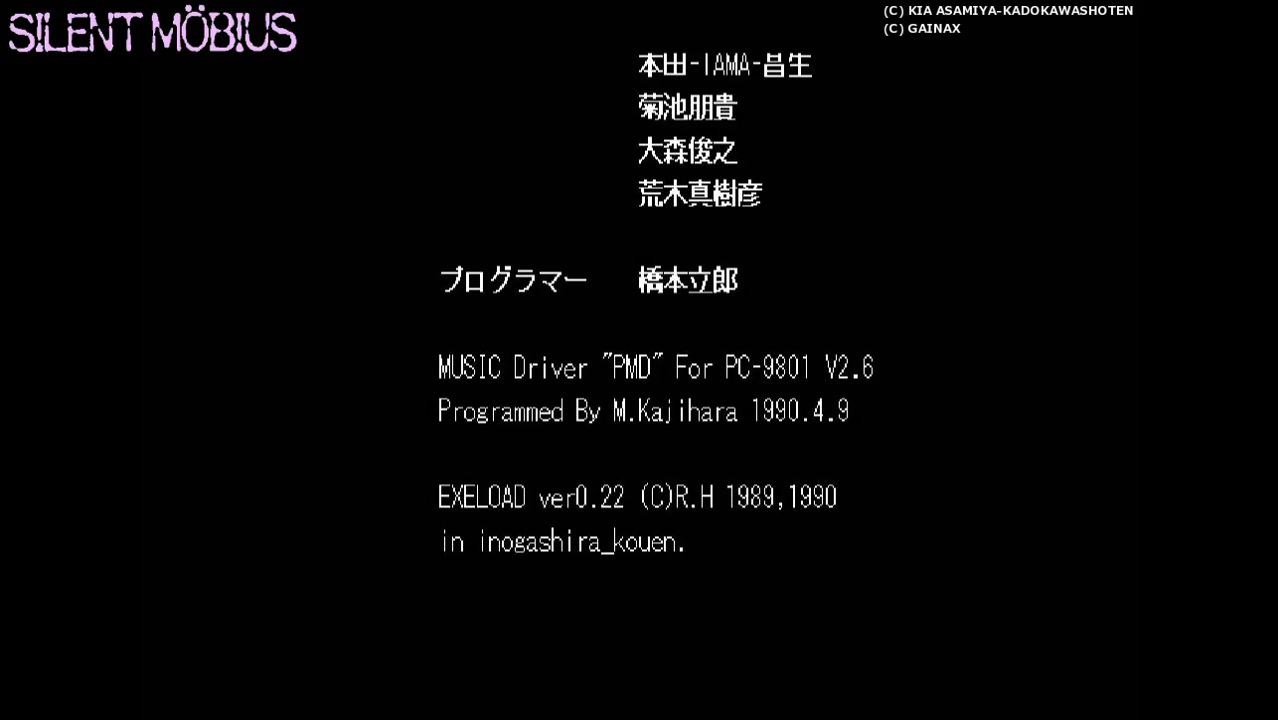 SILENT MÖBIUS
(C) KIA ASAMIYA-KADOKAWASHOTEN
(C) GAINAX
本田-IAMA-昌生
菊池朋貴
大森俊之
荒木真樹彦
プログラマー 橋本立郎
MUSIC Driver "PMD" For PC-9801 V2.6
Programmed By M.Kajihara 1990.4.9
EXELOAD ver0.22 (C)R.H 1989,1990
in inogashira_kouen.